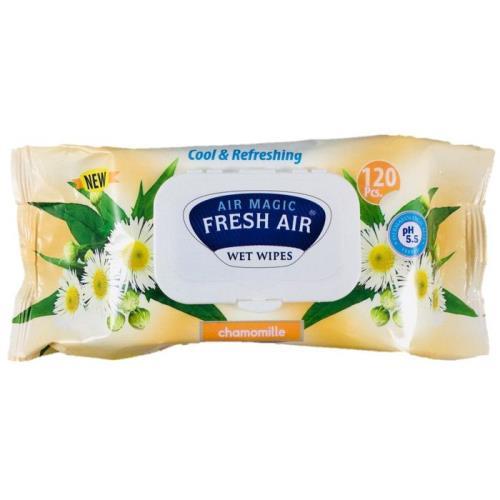 Cool & Refreshing
NEW
AIR MAGIC
FRESH AIR®
WET WIPES
120
Pcs.
pH
5.5
chamomille